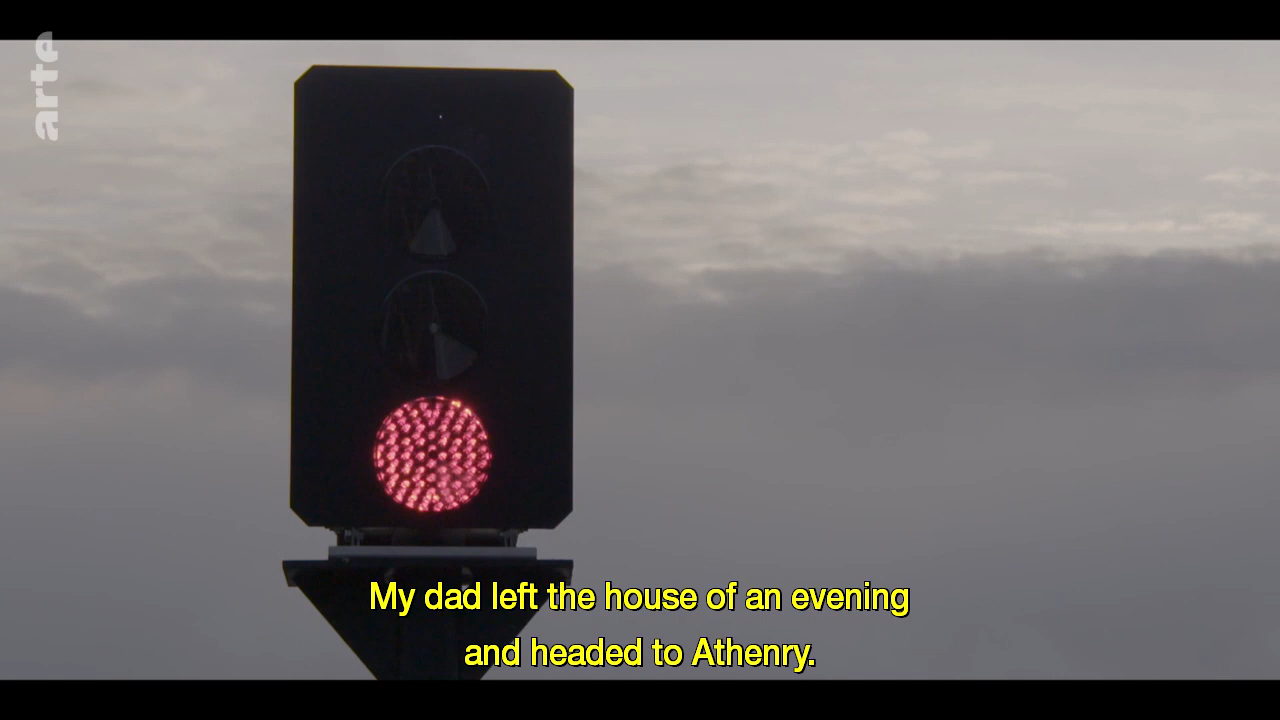 arte
My dad left the house of an evening
and headed to Athenry.